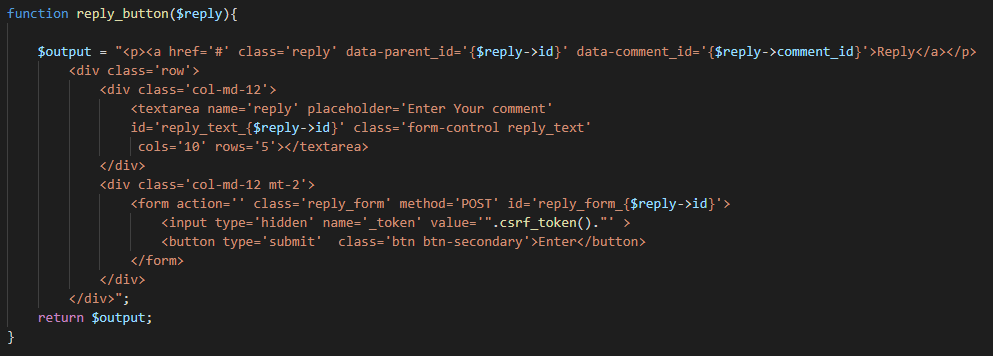 function reply_button($reply){
$output = "<p><a href='#' class='reply' data-parent_id='{$reply->id}' data-comment_id='{$reply->comment_id}'>Reply</a></p>
<div class='row'>
<div class='col-md-12'>
<textarea name='reply' placeholder='Enter Your comment'
id='reply_text_{$reply->id}' class='form-control reply_text'
cols='10' rows='5'></textarea>
</div>
<div class='col-md-12 mt-2'>
<form action='' class='reply_form' method='POST' id='reply_form_{$reply->id}'>
<input type='hidden' name='_token' value='".csrf_token()."' >
<button type='submit'  class='btn btn-secondary'>Enter</button>
</form>
</div>
</div>";
return $output;
}